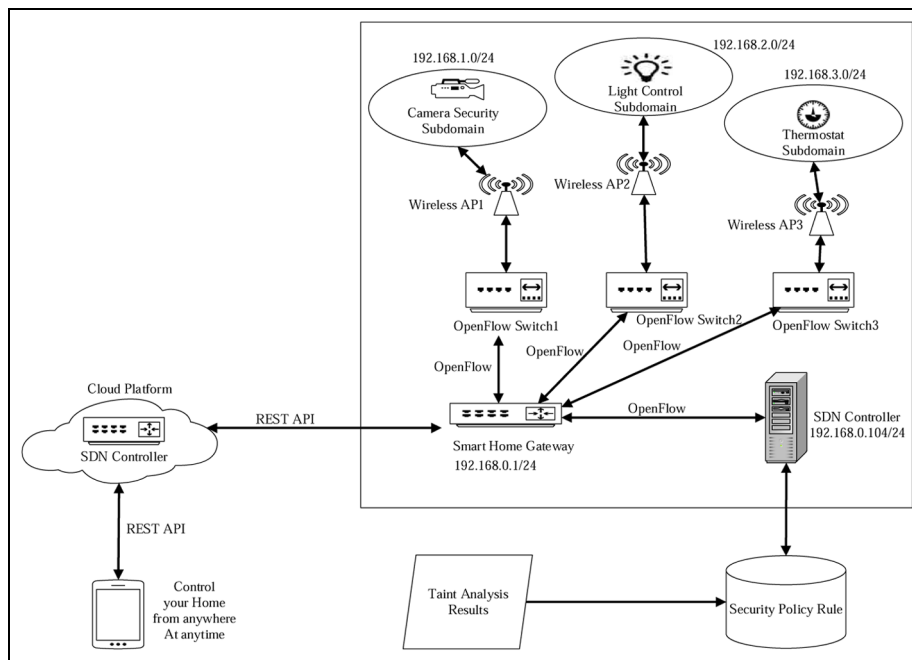 192.168.1.0/24
Camera Security
Subdomain
192.168.2.0/24
Light Control
Subdomain
192.168.3.0/24
Thermostat
Subdomain
Wireless AP1
Wireless AP2
Wireless AP3
OpenFlow Switch1
OpenFlow Switch2
OpenFlow Switch3
OpenFlow
OpenFlow
OpenFlow
Cloud Platform
SDN Controller
REST API
Smart Home Gateway
192.168.0.1/24
OpenFlow
SDN Controller
192.168.0.104/24
REST API
Control
your Home
from anywhere
At anytime
Taint Analysis
Results
Security Policy Rule